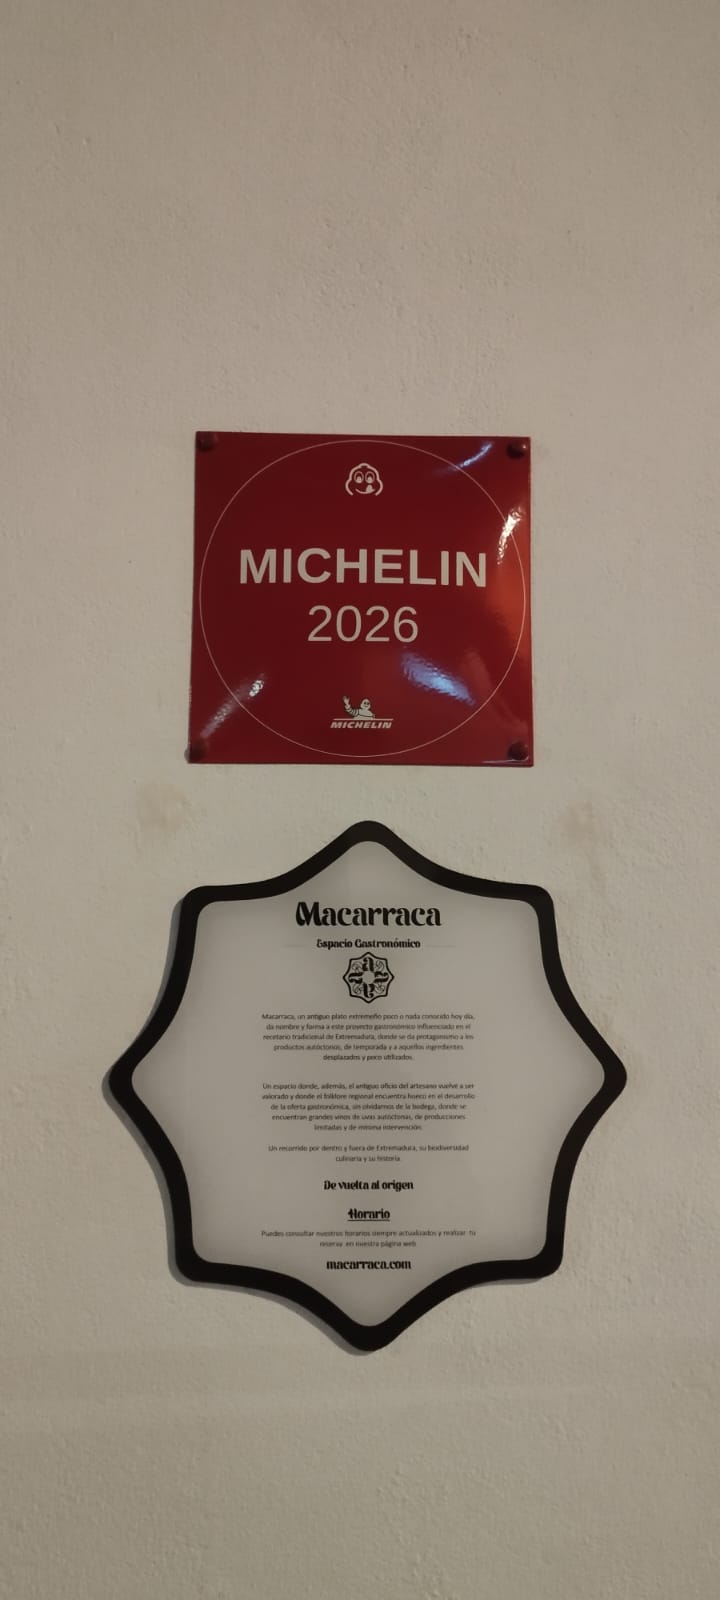 MICHELIN
2026
MICHELIN
Macarraca
Espacio Gastronómico
Macarraca, un antiguo plato extremeño poco o nada conocido hoy día,
da nombre y forma a este proyecto gastronómico influenciado en el
recetario tradicional de Extremadura, donde se da protagonismo a los
productos autóctonos, de temporada y a aquellos ingredientes
desplazados y poco utilizados.
Un espacio donde, además, el antiguo oficio del artesano vuelve a ser
valorado y donde el folklore regional encuentra hueco en el desarrollo
de la oferta gastronómica, sin olvidarnos de la bodega, donde se
encuentran grandes vinos de uvas autóctonas, de producciones
limitadas y de mínima intervención.
Un recorrido por dentro y fuera de Extremadura, su biodiversidad
culinaria y su historia.
De vuelta al origen
Horario
Puedes consultar nuestros horarios siempre actualizados y realizar tu
reserva en nuestra página web
macarraca.com